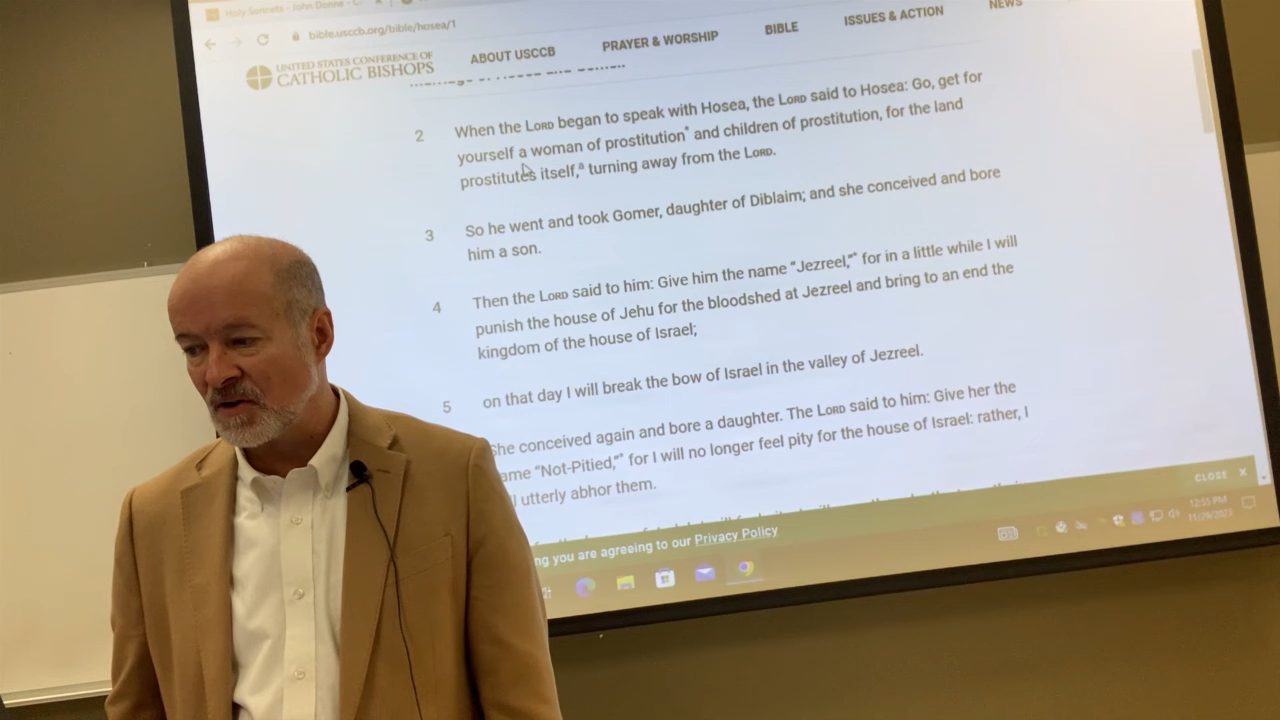 Holy Sonnets - John Donne -
bible.usccb.org/bible/hosea/1
UNITED STATES CONFERENCE OF
CATHOLIC BISHOPS
ABOUT USCCB
PRAYER & WORSHIP
BIBLE
ISSUES & ACTION
NEWS
2 When the LORD began to speak with Hosea, the LORD said to Hosea: Go, get for
yourself a woman of prostitution* and children of prostitution, for the land
prostitutes itself,a turning away from the LORD.
3 So he went and took Gomer, daughter of Diblaim; and she conceived and bore
him a son.
4 Then the LORD said to him: Give him the name “Jezreel,”* for in a little while I will
punish the house of Jehu for the bloodshed at Jezreel and bring to an end the
kingdom of the house of Israel;
5 on that day I will break the bow of Israel in the valley of Jezreel.
She conceived again and bore a daughter. The LORD said to him: Give her the
ame “Not-Pitied,”* for I will no longer feel pity for the house of Israel: rather, I
utterly abhor them.
ng you are agreeing to our Privacy Policy
CLOSE X
12:55 PM
11/29/2023